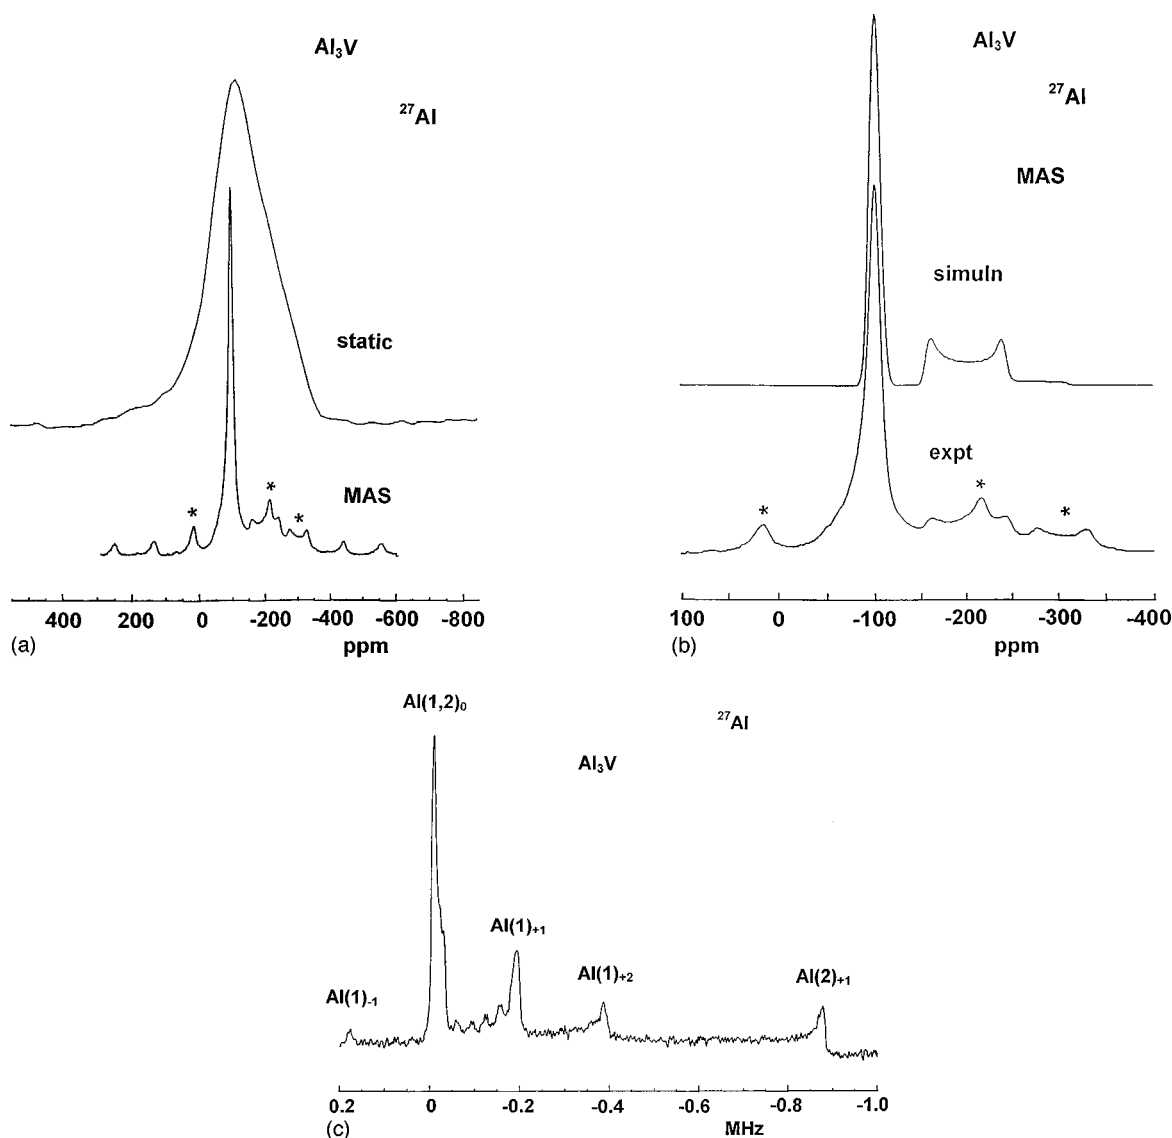 Al₃V
²⁷Al
static
*
*
*
MAS
400 200 0 -200 -400 -600 -800
ppm
(a)
Al₃V
²⁷Al
MAS
simuln
expt
*
*
*
100 0 -100 -200 -300 -400
ppm
(b)
Al(1,2)₀
²⁷Al
Al₃V
Al(1)₊₁
Al(1)₊₂
Al(2)₊₁
Al(1)₋₁
0.2 0 -0.2 -0.4 -0.6 -0.8 -1.0
MHz
(c)